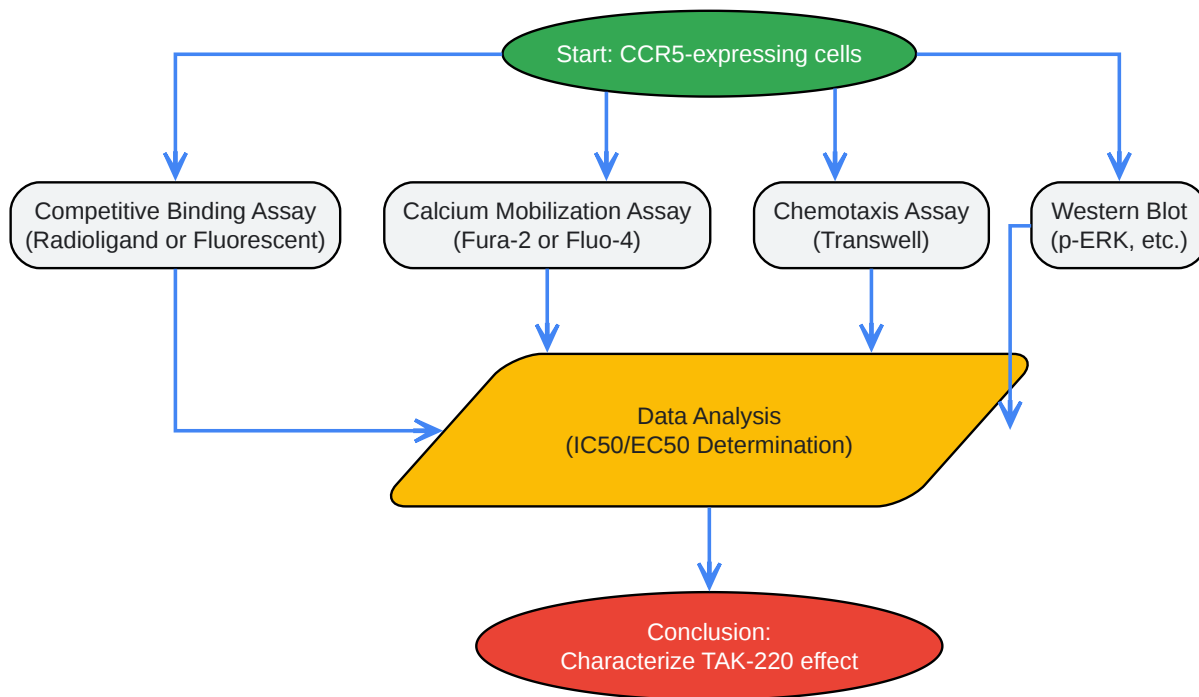 Start: CCR5-expressing cells
Competitive Binding Assay
(Radioligand or Fluorescent)
Calcium Mobilization Assay
(Fura-2 or Fluo-4)
Chemotaxis Assay
(Transwell)
Western Blot
(p-ERK, etc.)
Data Analysis
(IC50/EC50 Determination)
Conclusion:
Characterize TAK-220 effect